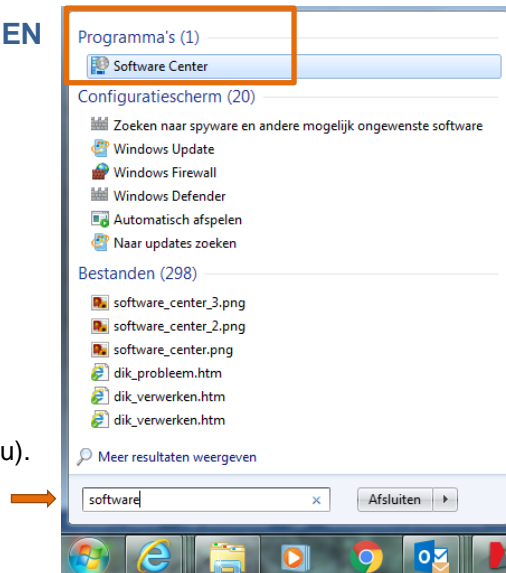 EN
Programma's (1)
Software Center
Configuratiescherm (20)
Zoeken naar spyware en andere mogelijk ongewenste software
Windows Update
Windows Firewall
Windows Defender
Automatisch afspelen
Naar updates zoeken
Bestanden (298)
software_center_3.png
software_center_2.png
software_center.png
dik_probleem.htm
dik_verwerken.htm
dik_verwerken.htm
u).
Meer resultaten weergeven
software
Afsluiten